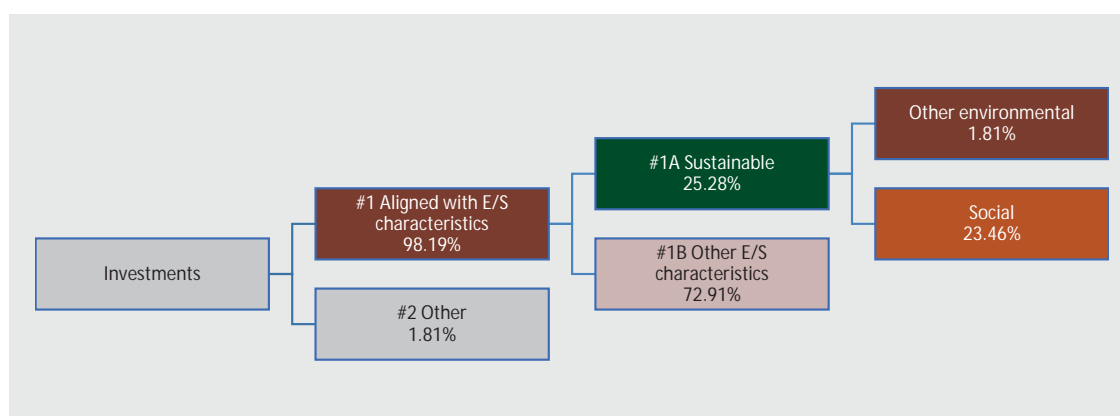 Investments
#1 Aligned with E/S
characteristics
98.19%
#2 Other
1.81%
#1A Sustainable
25.28%
#1B Other E/S
characteristics
72.91%
Other environmental
1.81%
Social
23.46%